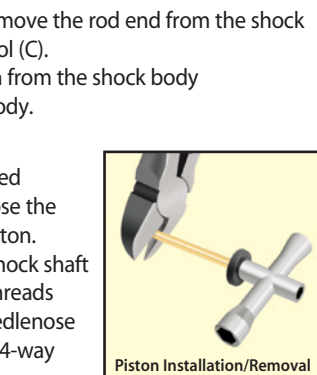 move the rod end from the shock
ol (C).
from the shock body
ody.
ed
ose the
ton.
hock shaft
hreads
edlenose
4-way
Piston Installation/Removal